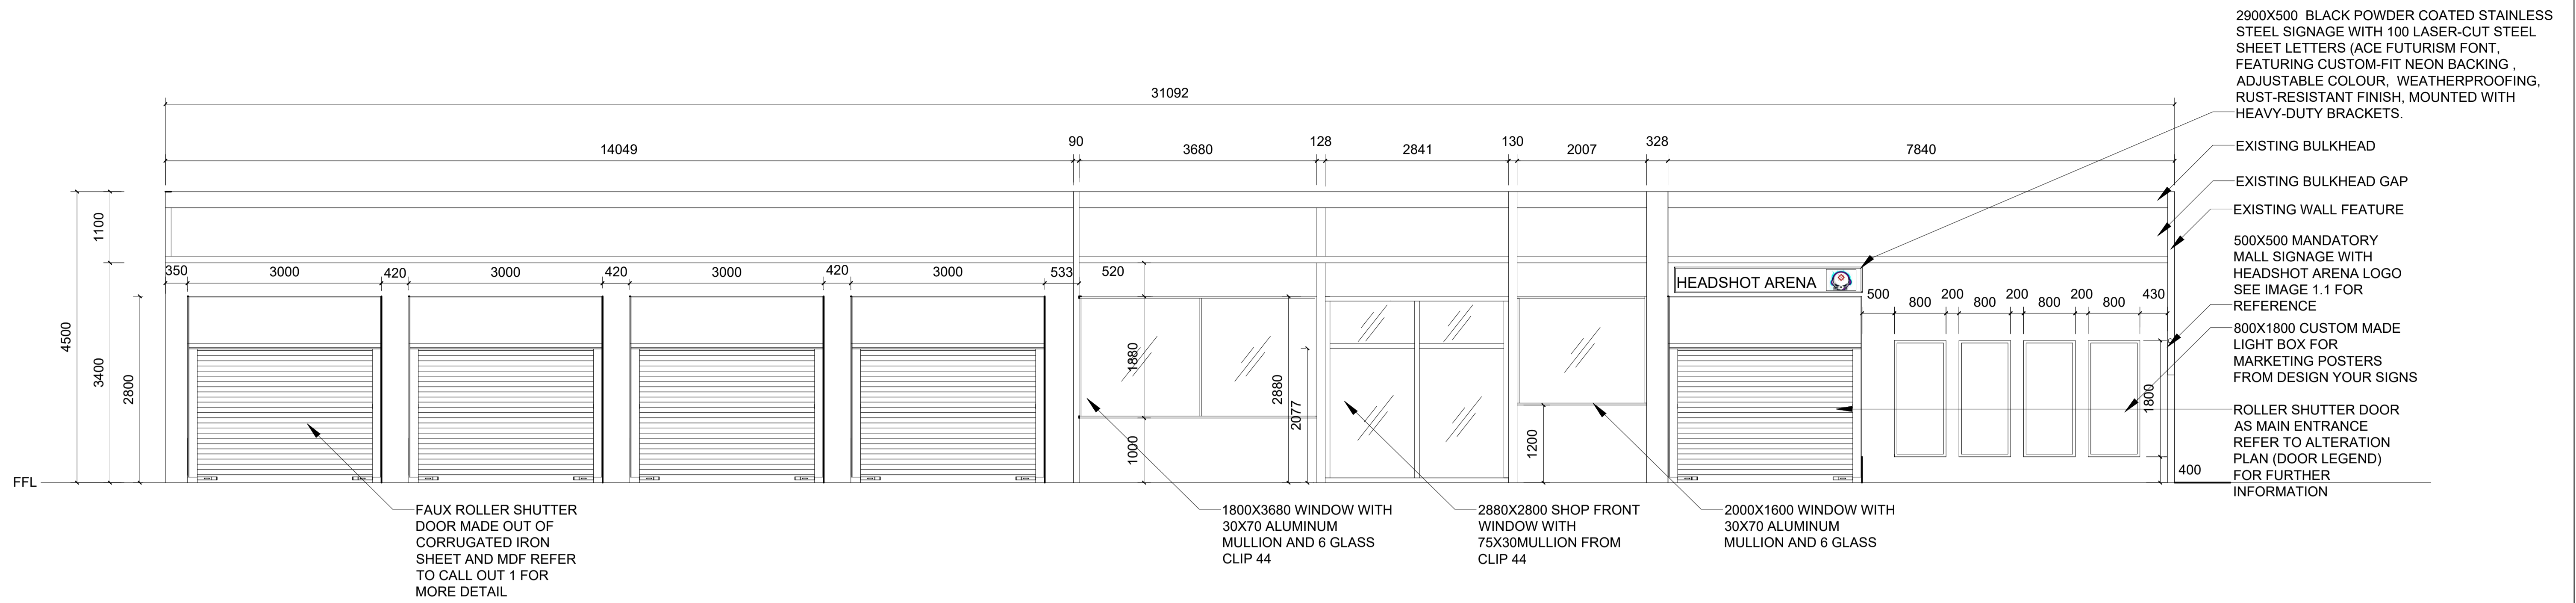 2900X500 BLACK POWDER COATED STAINLESS
STEEL SIGNAGE WITH 100 LASER-CUT STEEL
SHEET LETTERS (ACE FUTURISM FONT,
FEATURING CUSTOM-FIT NEON BACKING ,
ADJUSTABLE COLOUR, WEATHERPROOFING,
RUST-RESISTANT FINISH, MOUNTED WITH
HEAVY-DUTY BRACKETS.
31092
14049
90
3680
128
2841
130
2007
328
7840
EXISTING BULKHEAD
EXISTING BULKHEAD GAP
EXISTING WALL FEATURE
500X500 MANDATORY
MALL SIGNAGE WITH
HEADSHOT ARENA LOGO
SEE IMAGE 1.1 FOR
REFERENCE
800X1800 CUSTOM MADE
LIGHT BOX FOR
MARKETING POSTERS
FROM DESIGN YOUR SIGNS
ROLLER SHUTTER DOOR
AS MAIN ENTRANCE
REFER TO ALTERATION
PLAN (DOOR LEGEND)
FOR FURTHER
INFORMATION
4500
1100
3400
2800
350
3000
420
3000
420
3000
420
3000
533
520
HEADSHOT ARENA
500
800
200
800
200
800
200
800
430
1880
1000
2880
2077
1200
1800
400
FFL
FAUX ROLLER SHUTTER
DOOR MADE OUT OF
CORRUGATED IRON
SHEET AND MDF REFER
TO CALL OUT 1 FOR
MORE DETAIL
1800X3680 WINDOW WITH
30X70 ALUMINUM
MULLION AND 6 GLASS
CLIP 44
2880X2800 SHOP FRONT
WINDOW WITH
75X30MULLION FROM
CLIP 44
2000X1600 WINDOW WITH
30X70 ALUMINUM
MULLION AND 6 GLASS